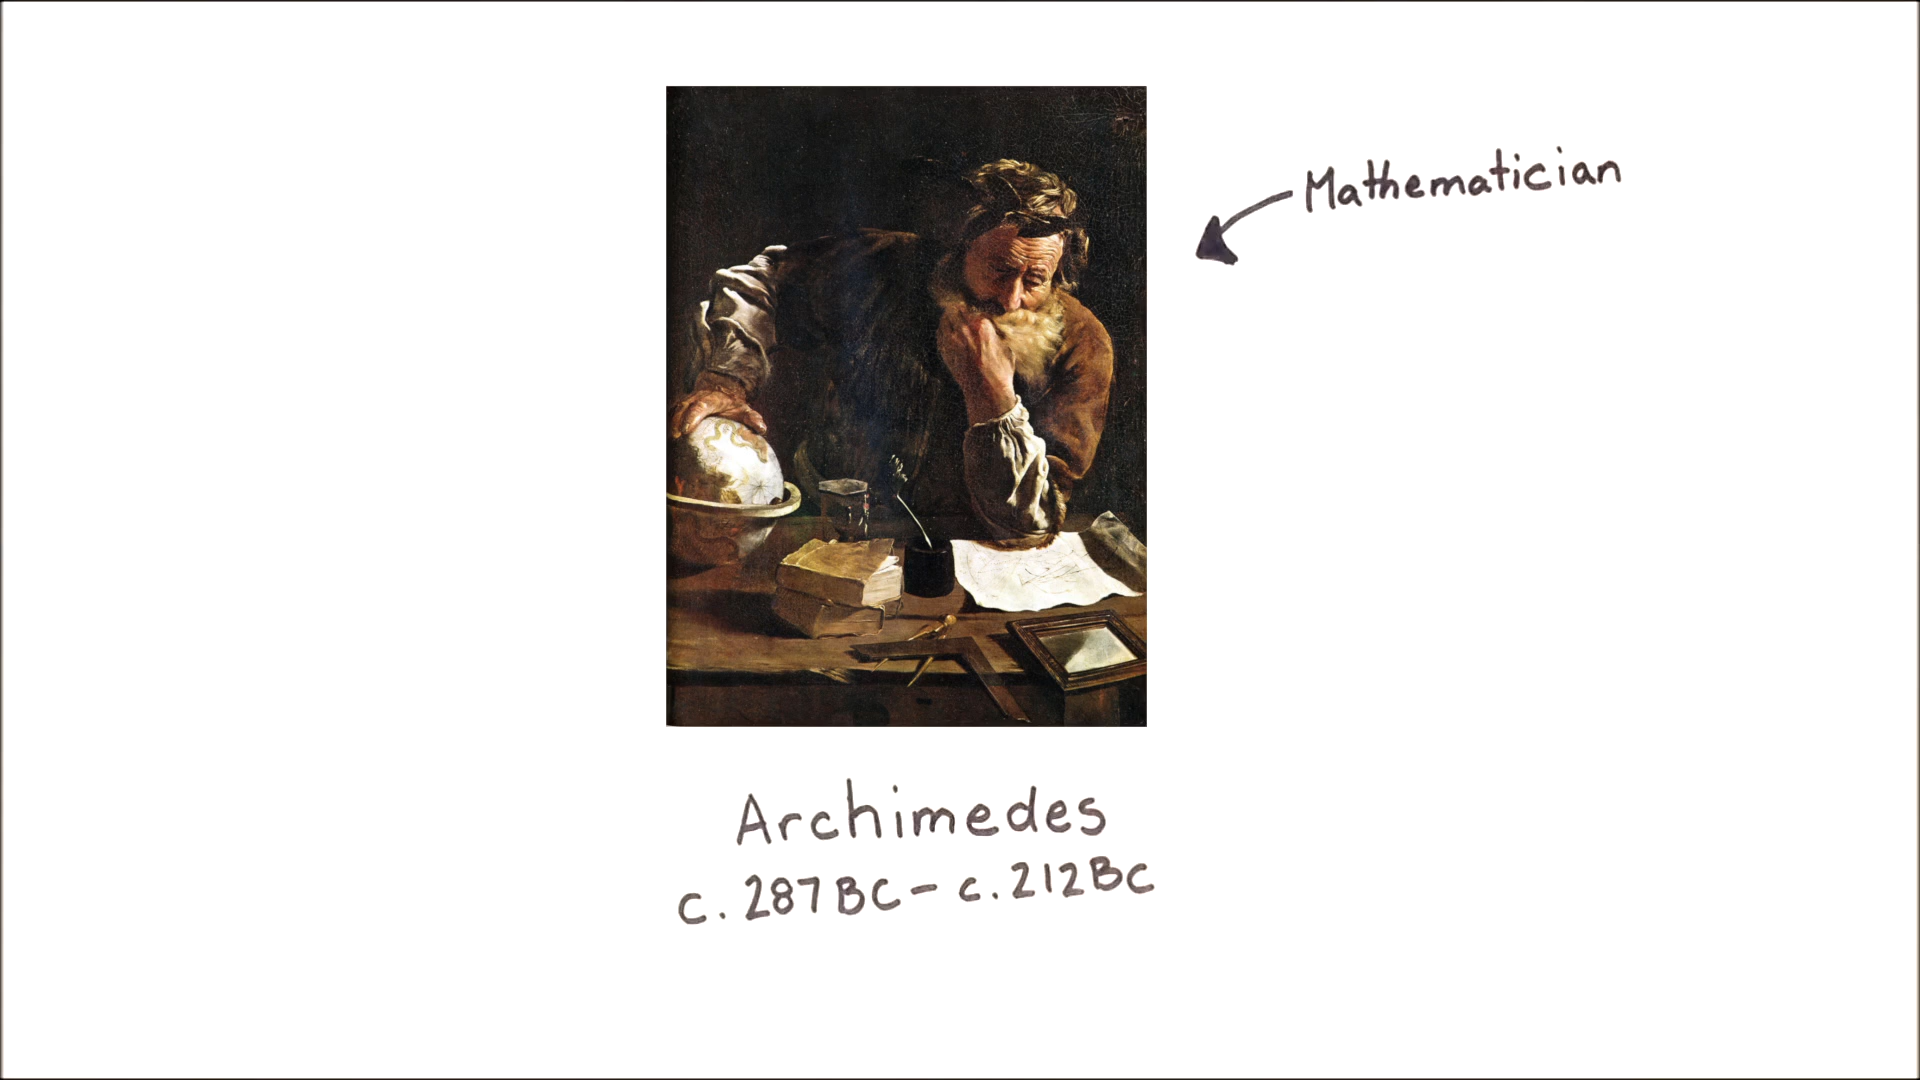 Mathematician
Archimedes
c. 287 BC - c. 212 BC